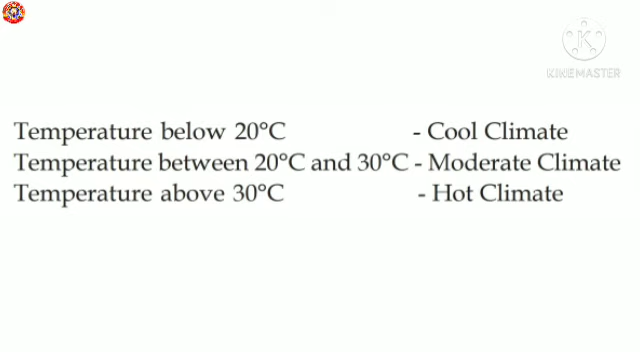 KINEMASTER
Temperature below 20°C - Cool Climate
Temperature between 20°C and 30°C - Moderate Climate
Temperature above 30°C - Hot Climate